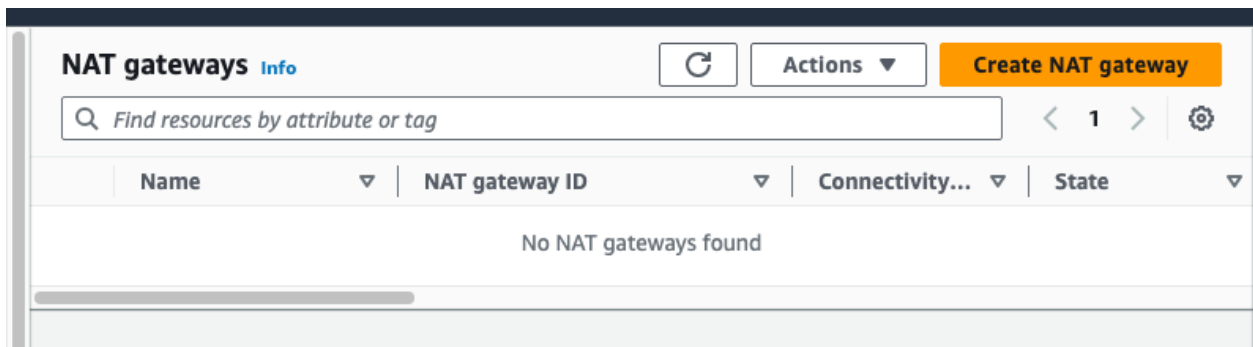 NAT gateways Info
Actions
Create NAT gateway
Find resources by attribute or tag
1
Name
NAT gateway ID
Connectivity...
State
No NAT gateways found